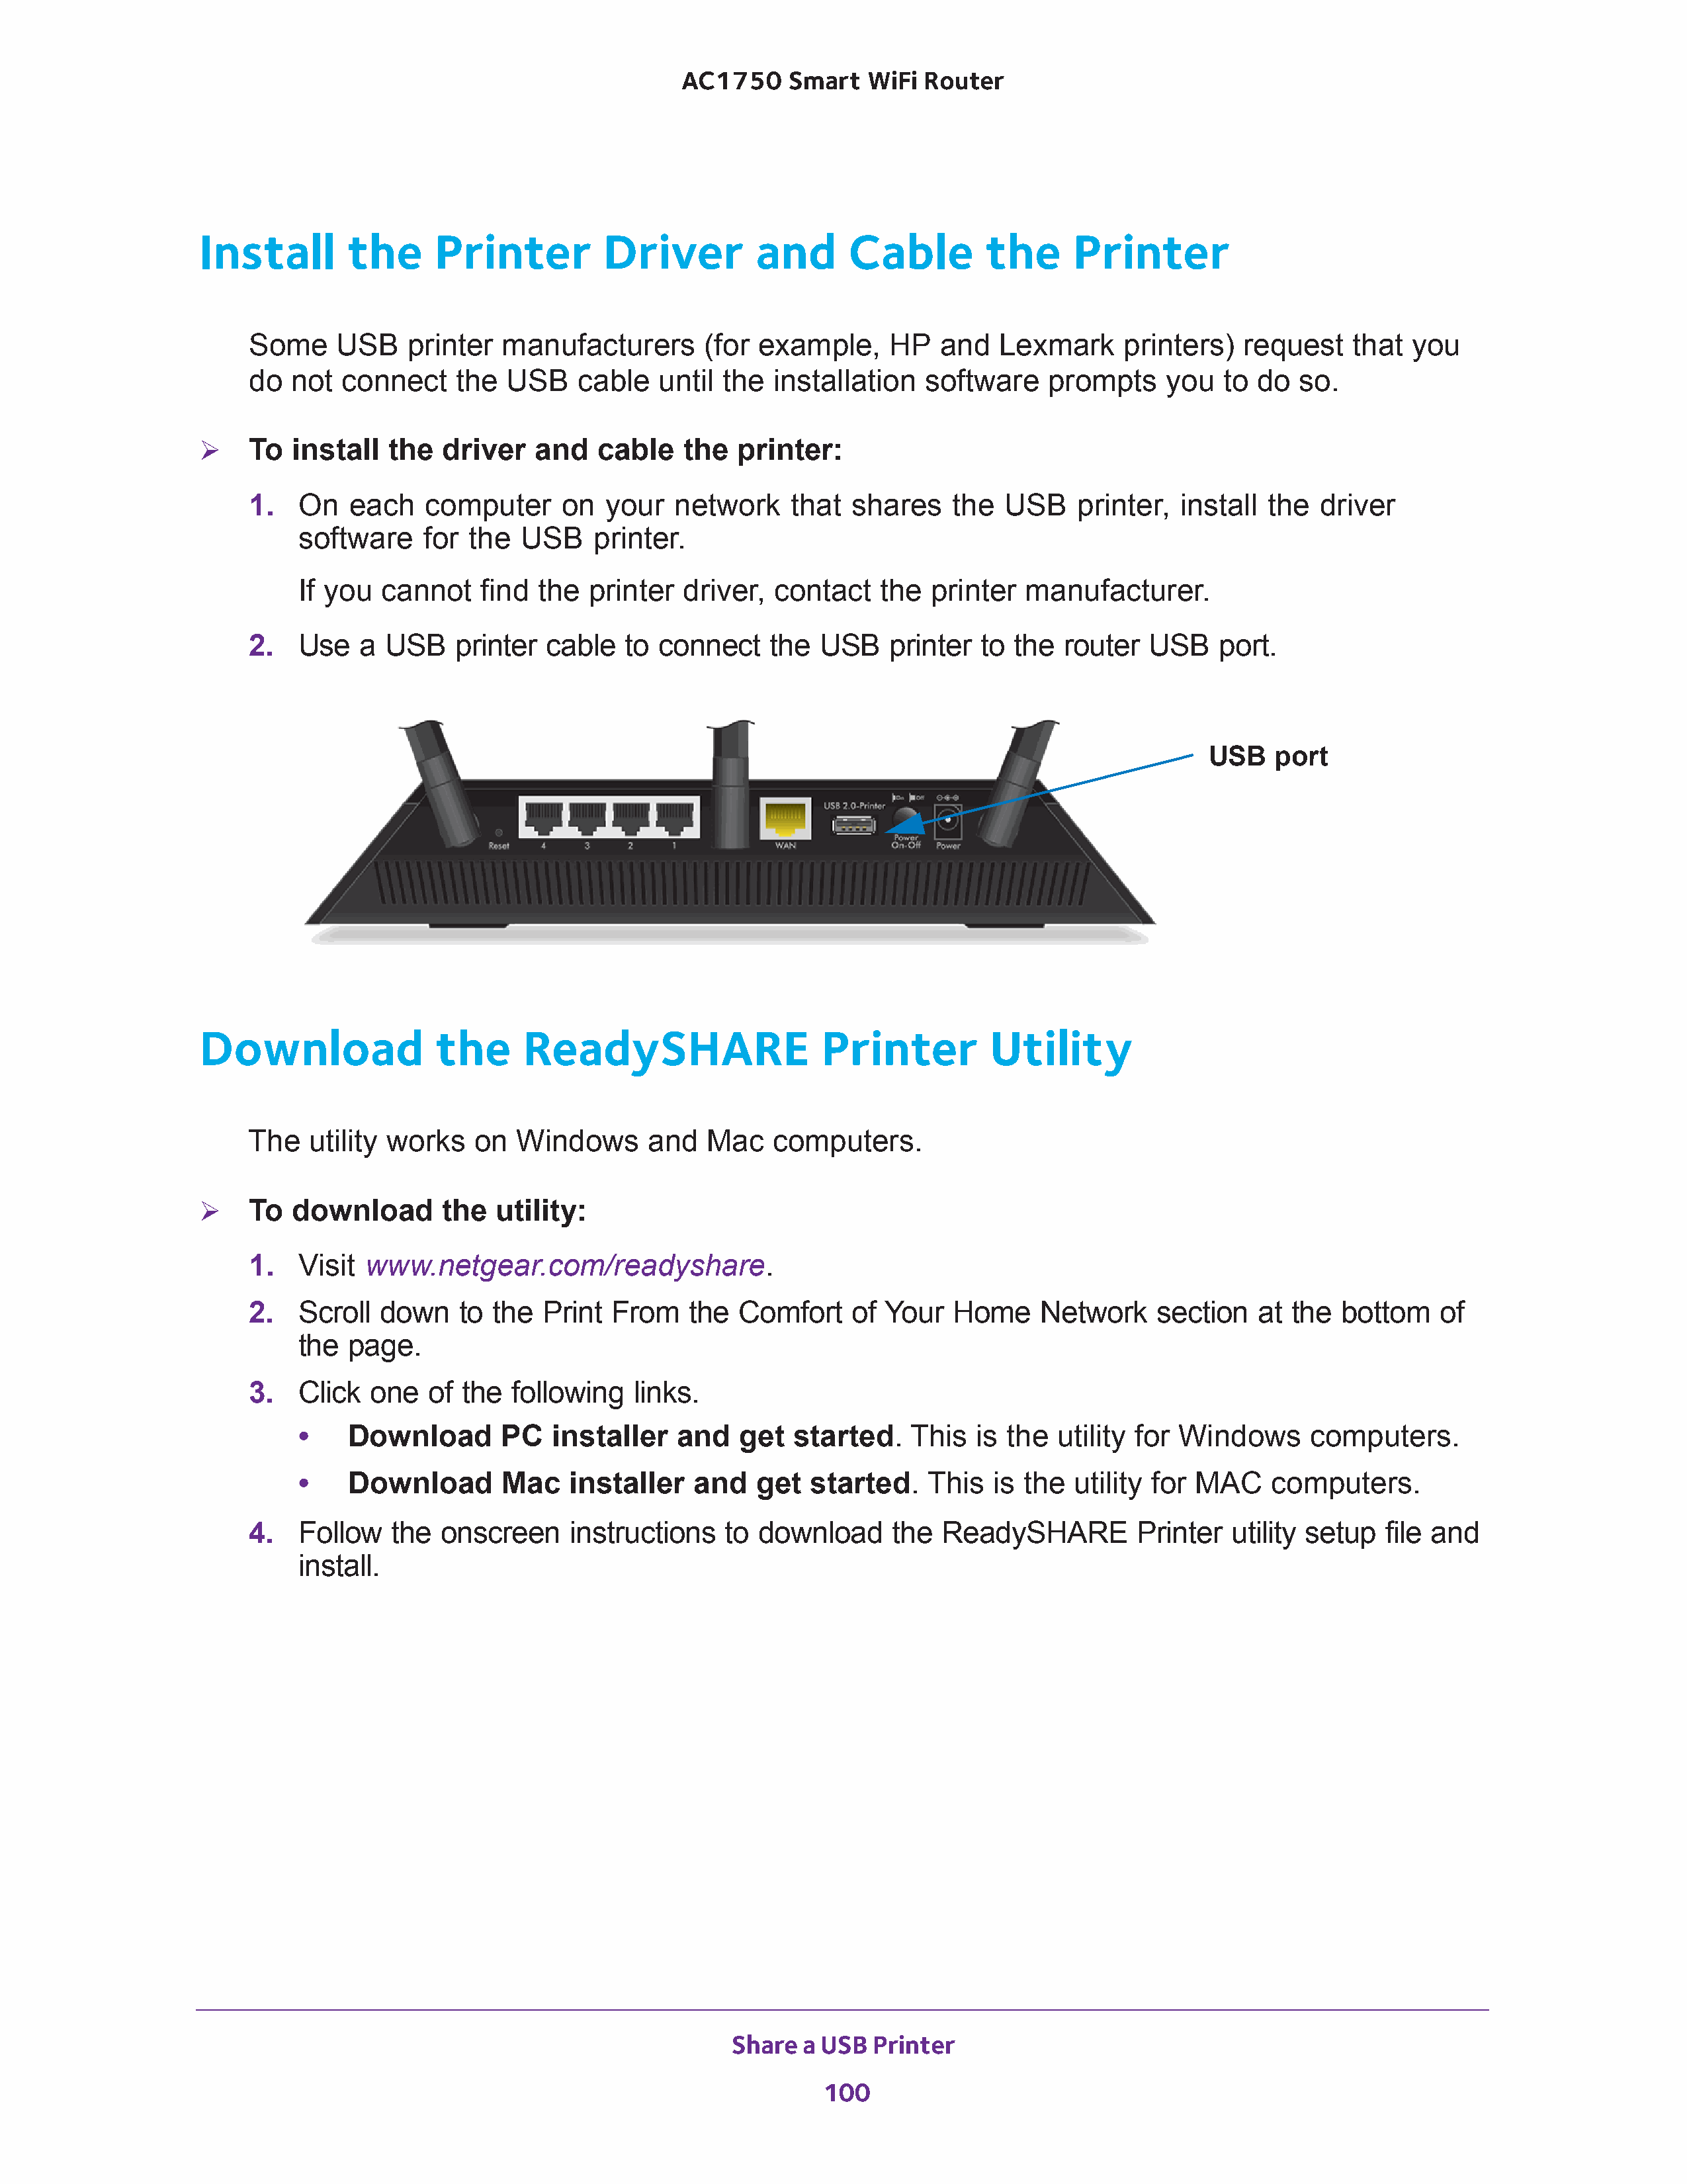 AC1750 Smart WiFi Router
Install the Printer Driver and Cable the Printer
Some USB printer manufacturers (for example, HP and Lexmark printers) request that you
do not connect the USB cable until the installation software prompts you to do so.
➢ To install the driver and cable the printer:
1. On each computer on your network that shares the USB printer, install the driver
software for the USB printer.
If you cannot find the printer driver, contact the printer manufacturer.
2. Use a USB printer cable to connect the USB printer to the router USB port.
USB port
USB 2.0-Printer
On Off
Reset 4 3 2 1 WAN
Power
On-Off
Power
Download the ReadySHARE Printer Utility
The utility works on Windows and Mac computers.
➢ To download the utility:
1. Visit www.netgear.com/readyshare.
2. Scroll down to the Print From the Comfort of Your Home Network section at the bottom of
the page.
3. Click one of the following links.
• Download PC installer and get started. This is the utility for Windows computers.
• Download Mac installer and get started. This is the utility for MAC computers.
4. Follow the onscreen instructions to download the ReadySHARE Printer utility setup file and
install.
Share a USB Printer
100